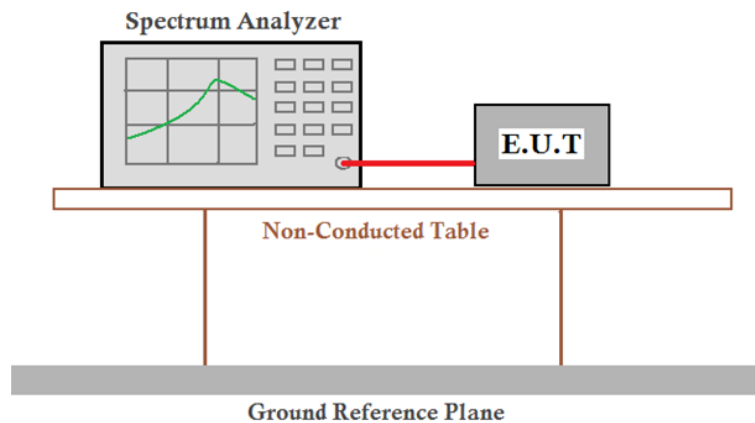 Spectrum Analyzer
E.U.T
Non-Conducted Table
Ground Reference Plane